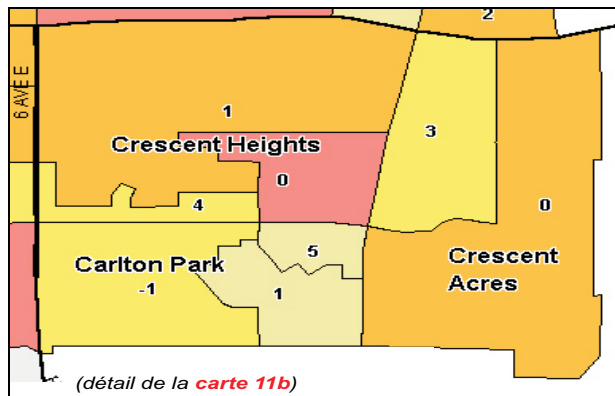 2
6 AVE E
1
3
Crescent Heights
0
4
0
5
Carlton Park
Crescent
Acres
-1
1
(détail de la carte 11b)